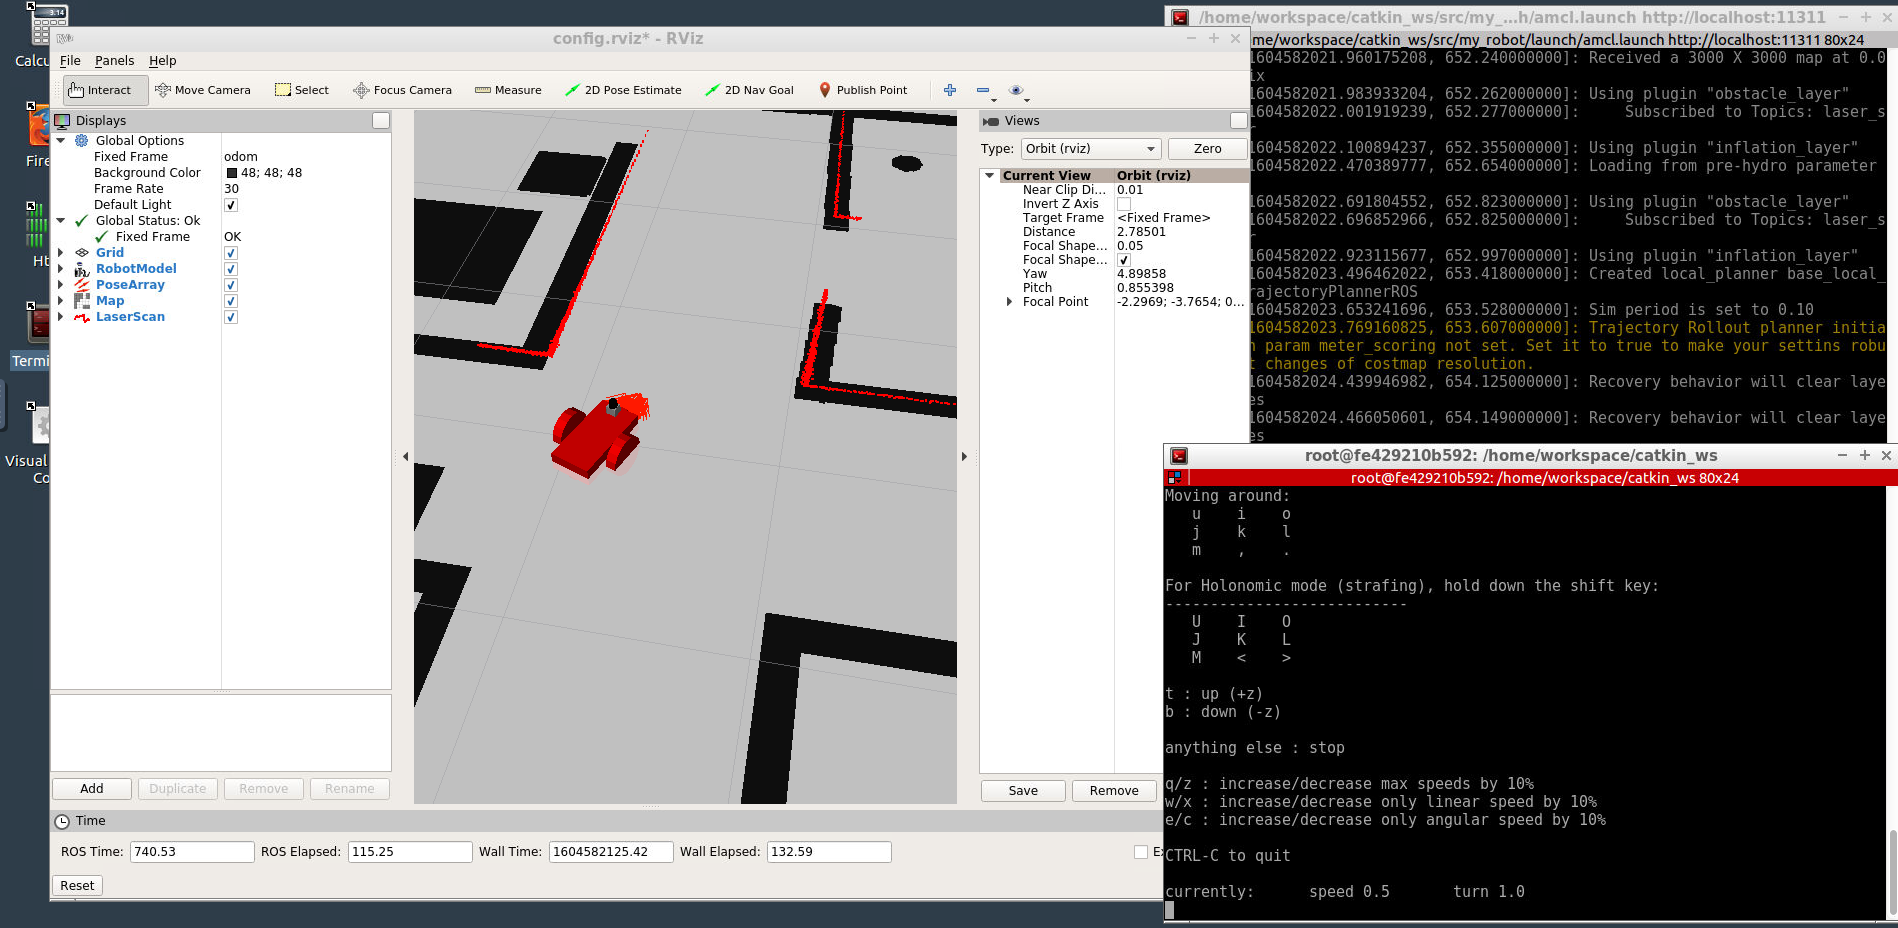 3.14
Calcu
Fire
Ht
Termi
Visual
Co
config.rviz* - RViz
File Panels Help
Interact Move Camera Select Focus Camera Measure 2D Pose Estimate 2D Nav Goal Publish Point
Displays
Global Options
Fixed Frame odom
Background Color 48; 48; 48
Frame Rate 30
Default Light
Global Status: Ok
Fixed Frame OK
Grid
RobotModel
PoseArray
Map
LaserScan
Add Duplicate Remove Rename
Views
Type: Orbit (rviz) Zero
Current View Orbit (rviz)
Near Clip Di... 0.01
Invert Z Axis
Target Frame <Fixed Frame>
Distance 2.78501
Focal Shape... 0.05
Focal Shape...
Yaw 4.89858
Pitch 0.855398
Focal Point -2.2969; -3.7654; 0...
Save Remove
Time
ROS Time: 740.53 ROS Elapsed: 115.25 Wall Time: 1604582125.42 Wall Elapsed: 132.59
Reset
/home/workspace/catkin_ws/src/my_...h/amcl.launch http://localhost:11311
me/workspace/catkin_ws/src/my_robot/launch/amcl.launch http://localhost:11311 80x24
1604582021.960175208, 652.240000000]: Received a 3000 X 3000 map at 0.0
ix
1604582021.983933204, 652.262000000]: Using plugin "obstacle_layer"
1604582022.001919239, 652.277000000]: Subscribed to Topics: laser_s
r
1604582022.100894237, 652.355000000]: Using plugin "inflation_layer"
1604582022.470389777, 652.654000000]: Loading from pre-hydro parameter
1604582022.691804552, 652.823000000]: Using plugin "obstacle_layer"
1604582022.696852966, 652.825000000]: Subscribed to Topics: laser_s
r
1604582022.923115677, 652.997000000]: Using plugin "inflation_layer"
1604582023.496462022, 653.418000000]: Created local_planner base_local_
rajectoryPlannerROS
1604582023.653241696, 653.528000000]: Sim period is set to 0.10
1604582023.769160825, 653.607000000]: Trajectory Rollout planner initia
n param meter_scoring not set. Set it to true to make your settins robu
t changes of costmap resolution.
1604582024.439946982, 654.125000000]: Recovery behavior will clear laye
es
1604582024.466050601, 654.149000000]: Recovery behavior will clear laye
es
root@fe429210b592: /home/workspace/catkin_ws
root@fe429210b592: /home/workspace/catkin_ws 80x24
Moving around:
u i o
j k l
m , .
For Holonomic mode (strafing), hold down the shift key:
---------------------------
U I O
J K L
M < >
t : up (+z)
b : down (-z)
anything else : stop
q/z : increase/decrease max speeds by 10%
w/x : increase/decrease only linear speed by 10%
e/c : increase/decrease only angular speed by 10%
CTRL-C to quit
currently: speed 0.5 turn 1.0